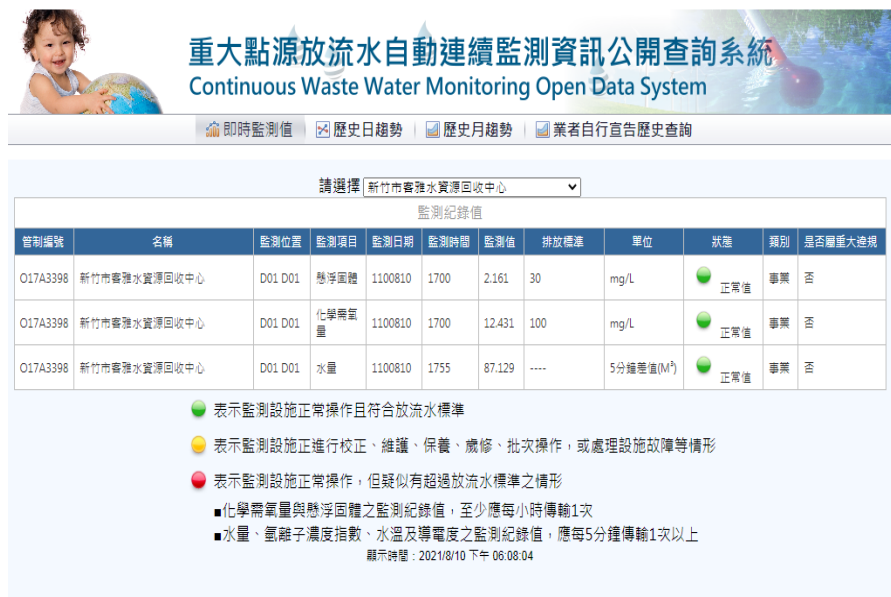 重大點源放流水自動連續監測資訊公開查詢系統
Continuous Waste Water Monitoring Open Data System
即時監測值 歷史日趨勢 歷史月趨勢 業者自行宣告歷史查詢
請選擇 新竹市客雅水資源回收中心
監測紀錄值
管制編號 名稱 監測位置 監測項目 監測日期 監測時間 監測值 排放標準 單位 狀態 類別 是否屬重大違規
O17A3398 新竹市客雅水資源回收中心 D01 D01 懸浮固體 1100810 1700 2.161 30 mg/L 正常值 事業 否
O17A3398 新竹市客雅水資源回收中心 D01 D01 化學需氧量 1100810 1700 12.431 100 mg/L 正常值 事業 否
O17A3398 新竹市客雅水資源回收中心 D01 D01 水量 1100810 1755 87.129 ---- 5分鐘差值(M³) 正常值 事業 否
表示監測設施正常操作且符合放流水標準
表示監測設施正進行校正、維護、保養、歲修、批次操作，或處理設施故障等情形
表示監測設施正常操作，但疑似有超過放流水標準之情形
■化學需氧量與懸浮固體之監測紀錄值，至少應每小時傳輸1次
■水量、氫離子濃度指數、水溫及導電度之監測紀錄值，應每5分鐘傳輸1次以上
顯示時間：2021/8/10 下午 06:08:04